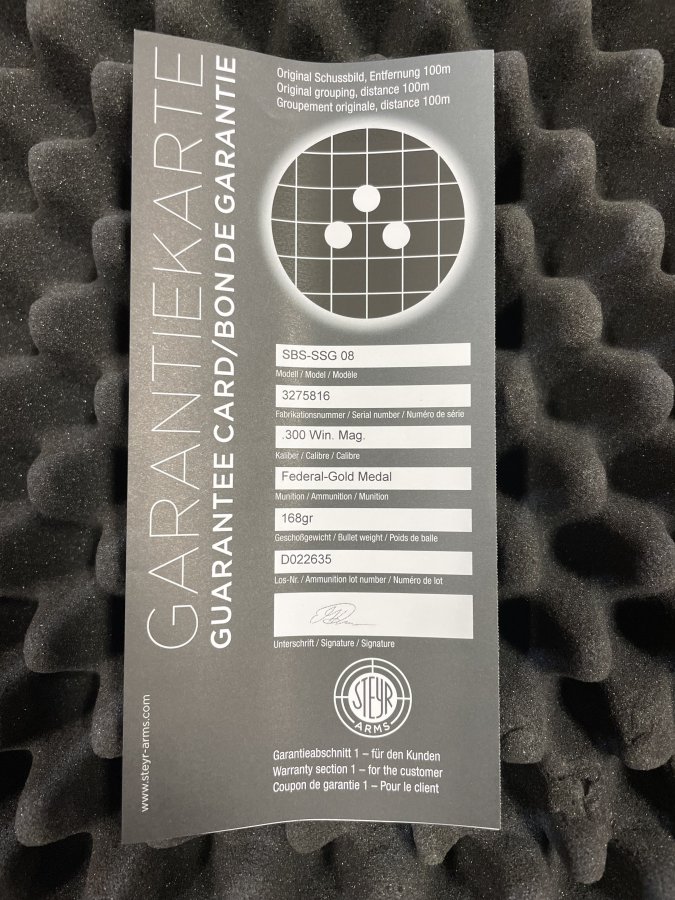 GARANTIEKARTE
GUARANTEE CARD/BON DE GARANTIE
Original Schussbild, Entfernung 100m
Original grouping, distance 100m
Groupement originale, distance 100m
SBS-SSG 08
Modell / Model / Modèle
3275816
Fabrikationsnummer / Serial number / Numéro de série
.300 Win. Mag.
Kaliber / Calibre / Calibre
Federal-Gold Medal
Munition / Ammunition / Munition
168gr
Geschoßgewicht / Bullet weight / Poids de balle
D022635
Los-Nr. / Ammunition lot number / Numéro de lot
Unterschrift / Signature / Signature
STEYR
ARMS
Garantieabschnitt 1 – für den Kunden
Warranty section 1 – for the customer
Coupon de garantie 1 – Pour le client
www.steyr-arms.com